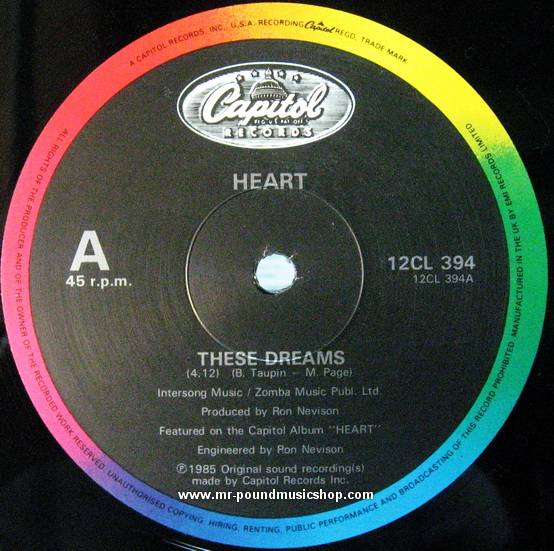 A CAPITOL RECORDS, INC., U.S.A. RECORDING Capitol REGD. TRADE MARK
Capitol
RECORDS
HEART
A
45 r.p.m.
12CL 394
12CL 394A
THESE DREAMS
(4.12) (B. Taupin – M. Page)
Intersong Music / Zomba Music Publ. Ltd.
Produced by Ron Nevison
Featured on the Capitol Album "HEART"
Engineered by Ron Nevison
Ⓟ1985 Original sound recording(s)
made by Capitol Records Inc.
www.mr-poundmusicshop.com
ALL RIGHTS OF THE PRODUCER AND OF THE OWNER OF THE RECORDED WORK RESERVED. UNAUTHORISED COPYING, HIRING, RENTING, PUBLIC PERFORMANCE AND BROADCASTING OF THIS RECORD PROHIBITED. MANUFACTURED IN THE UK BY EMI RECORDS LIMITED